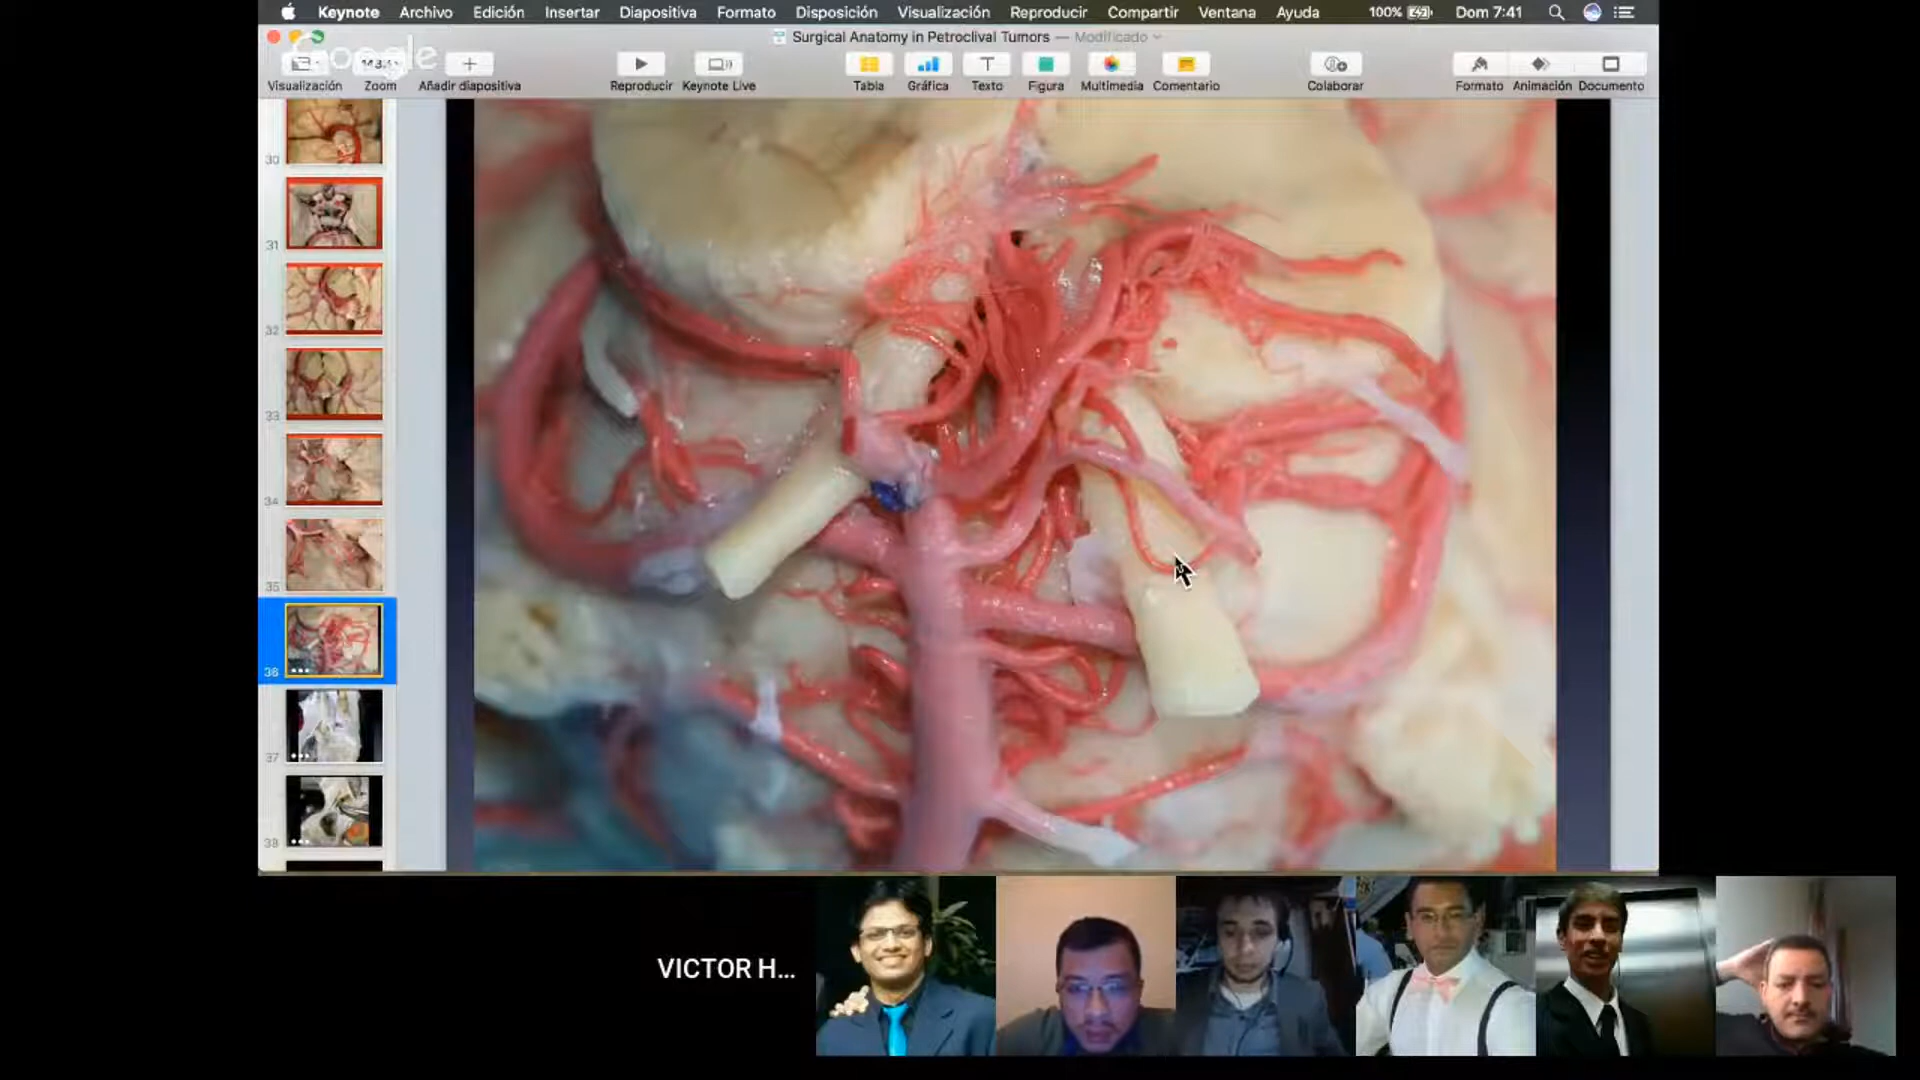 Keynote Archivo Edición Insertar Diapositiva Formato Disposición Visualización Reproducir Compartir Ventana Ayuda 100% Dom 7:41
Surgical Anatomy in Petroclival Tumors — Modificado
Google
Visualización Zoom Añadir diapositiva Reproducir Keynote Live Tabla Gráfica Texto Figura Multimedia Comentario Colaborar Formato Animación Documento
30
31
32
33
34
35
36
37
38
VICTOR H...